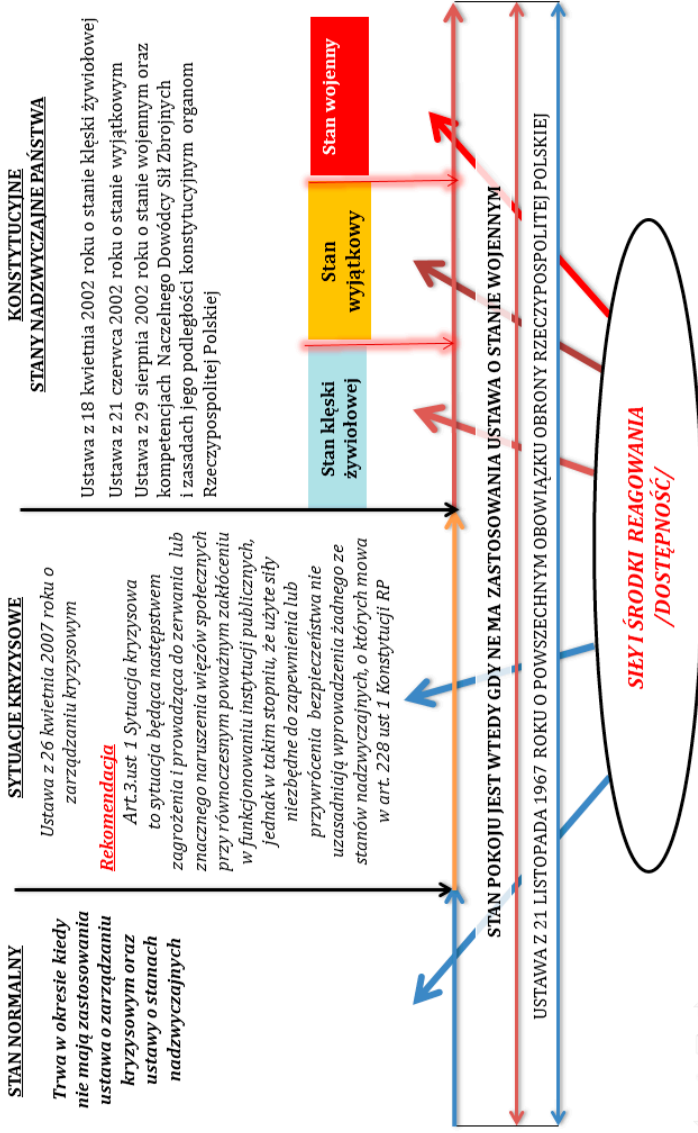 STAN NORMALNY
Trwa w okresie kiedy
nie mają zastosowania
ustawa o zarządzaniu
kryzysowym oraz
ustawy o stanach
nadzwyczajnych
SYTUACJE KRYZYSOWE
Ustawa z 26 kwietnia 2007 roku o
zarządzaniu kryzysowym
Rekomendacja
Art.3.ust 1 Sytuacja kryzysowa
to sytuacja będąca następstwem
zagrożenia i prowadząca do zerwania lub
znacznego naruszenia więzów społecznych
przy równoczesnym poważnym zakłóceniu
w funkcjonowaniu instytucji publicznych,
jednak w takim stopniu, że użyte siły
niezbędne do zapewnienia lub
przywrócenia bezpieczeństwa nie
uzasadniają wprowadzenia żadnego ze
stanów nadzwyczajnych, o których mowa
w art. 228 ust 1 Konstytucji RP
KONSTYTUCYJNE
STANY NADZWYCZAJNE PAŃSTWA
Ustawa z 18 kwietnia 2002 roku o stanie klęski żywiołowej
Ustawa z 21 czerwca 2002 roku o stanie wyjątkowym
Ustawa z 29 sierpnia 2002 roku o stanie wojennym oraz
kompetencjach Naczelnego Dowódcy Sił Zbrojnych
i zasadach jego podległości konstytucyjnym organom
Rzeczypospolitej Polskiej
Stan klęski
żywiołowej
Stan
wyjątkowy
Stan wojenny
STAN POKOJU JEST WTEDY GDY NE MA ZASTOSOWANIA USTAWA O STANIE WOJENNYM
USTAWA Z 21 LISTOPADA 1967 ROKU O POWSZECHNYM OBOWIĄZKU OBRONY RZECZYPOSPOLITEJ POLSKIEJ
SIŁY I ŚRODKI REAGOWANIA
/DOSTĘPNOŚĆ/